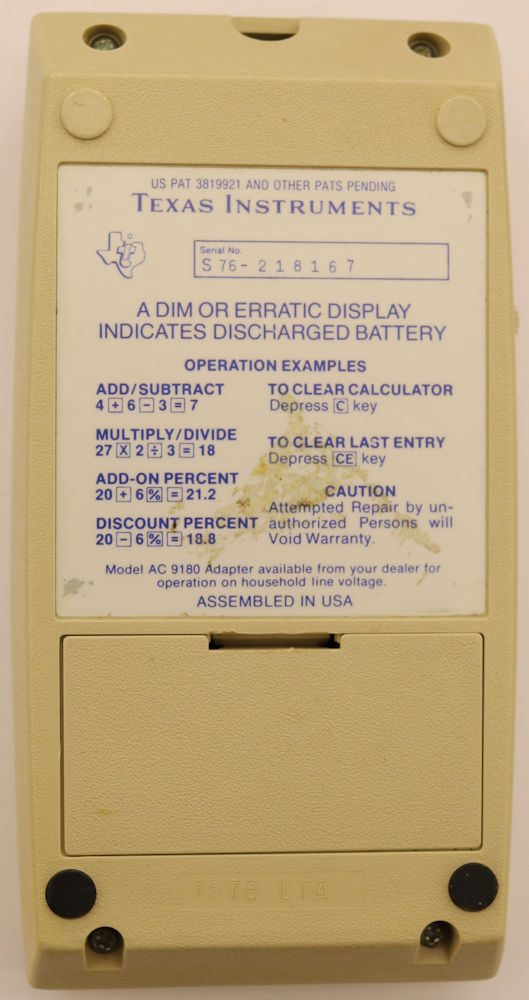 US PAT 3819921 AND OTHER PATS PENDING
TEXAS INSTRUMENTS
Serial No.
S 76-218167
A DIM OR ERRATIC DISPLAY
INDICATES DISCHARGED BATTERY
OPERATION EXAMPLES
ADD/SUBTRACT
4 + 6 − 3 = 7
MULTIPLY/DIVIDE
27 X 2 ÷ 3 = 18
ADD-ON PERCENT
20 + 6 % = 21.2
DISCOUNT PERCENT
20 − 6 % = 18.8
TO CLEAR CALCULATOR
Depress C key
TO CLEAR LAST ENTRY
Depress CE key
CAUTION
Attempted Repair by un-
authorized Persons will
Void Warranty.
Model AC 9180 Adapter available from your dealer for
operation on household line voltage.
ASSEMBLED IN USA
LTA